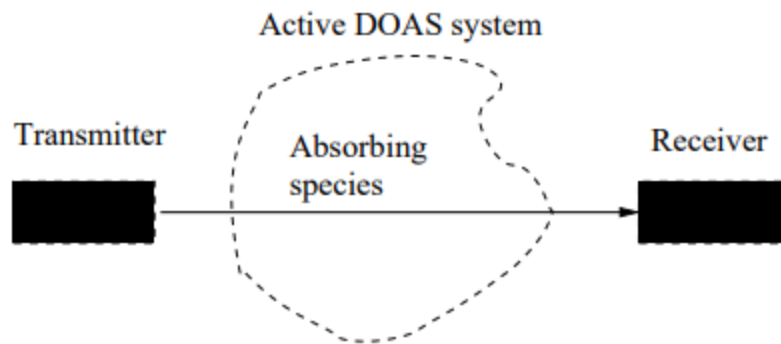 Active DOAS system
Transmitter
Absorbing
species
Receiver